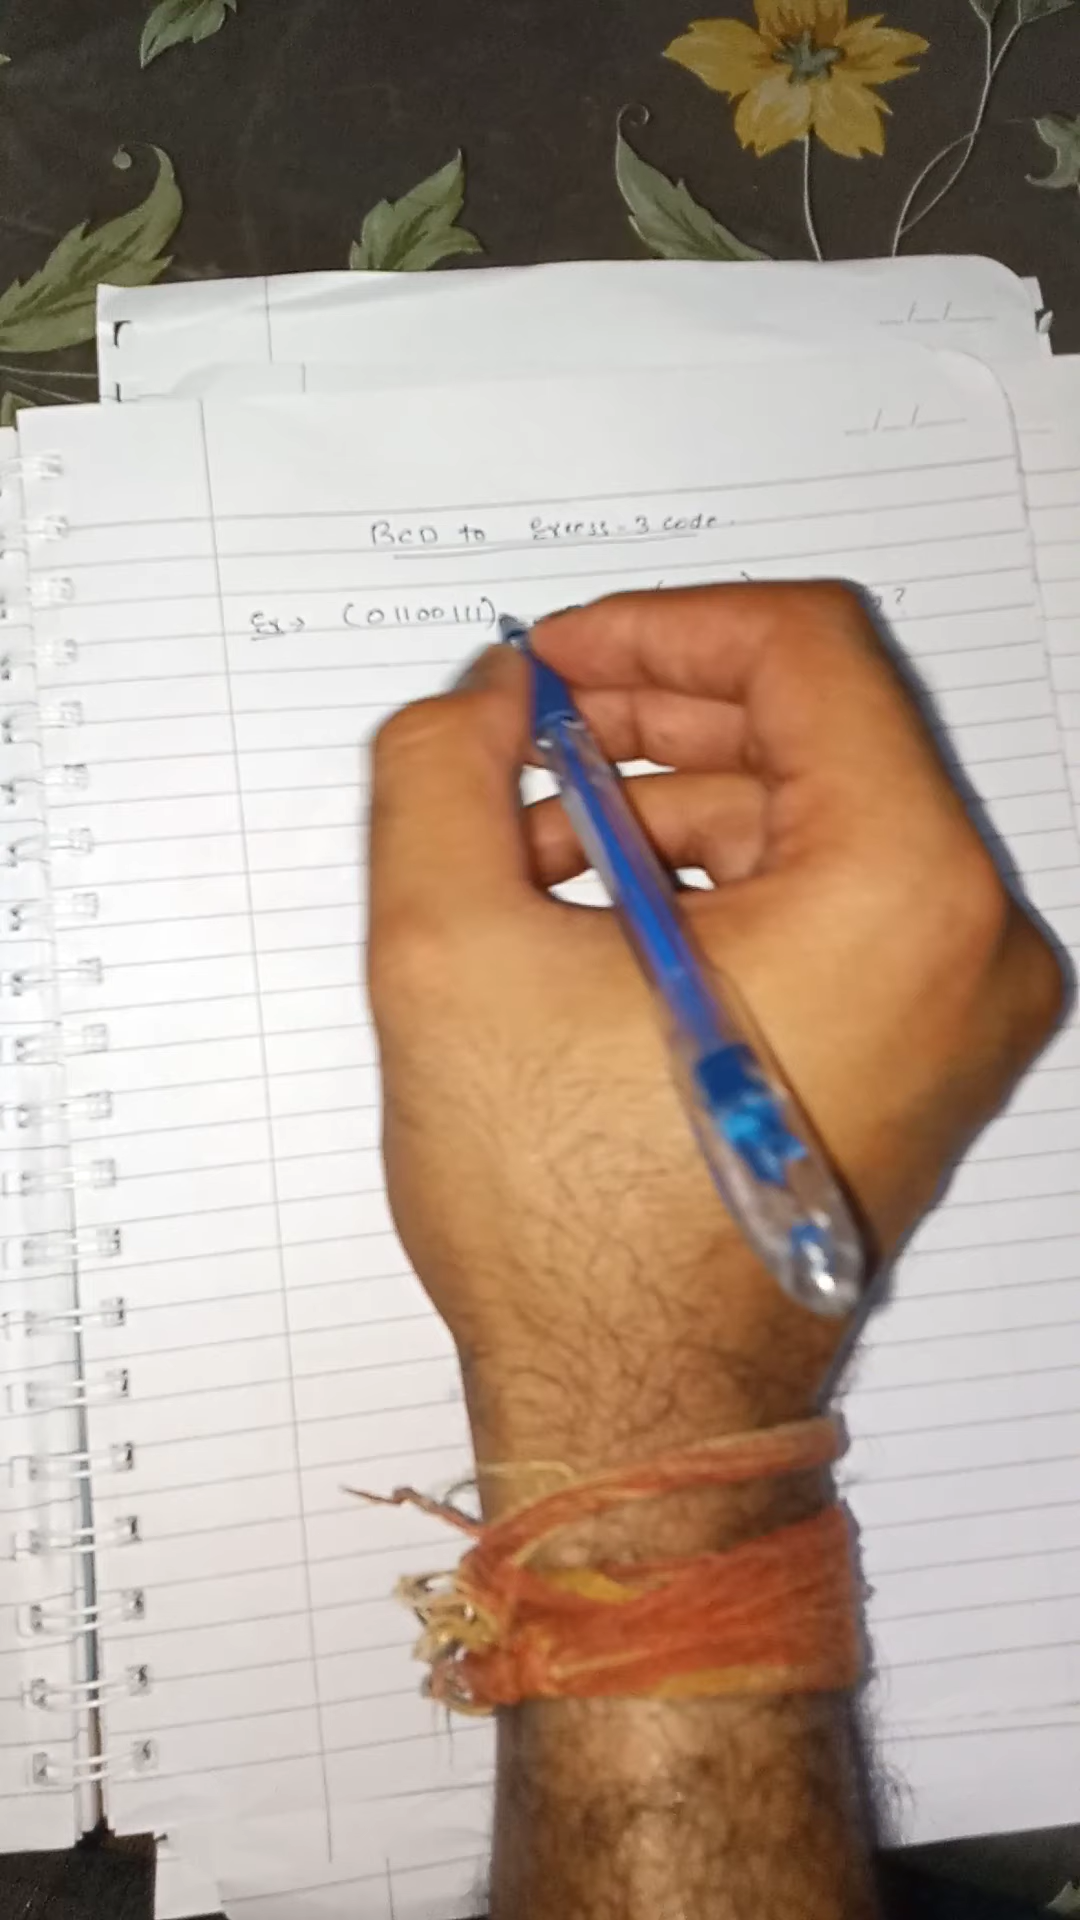 BCD to Excess-3 code.
Ex → (01100111) ( ) ?